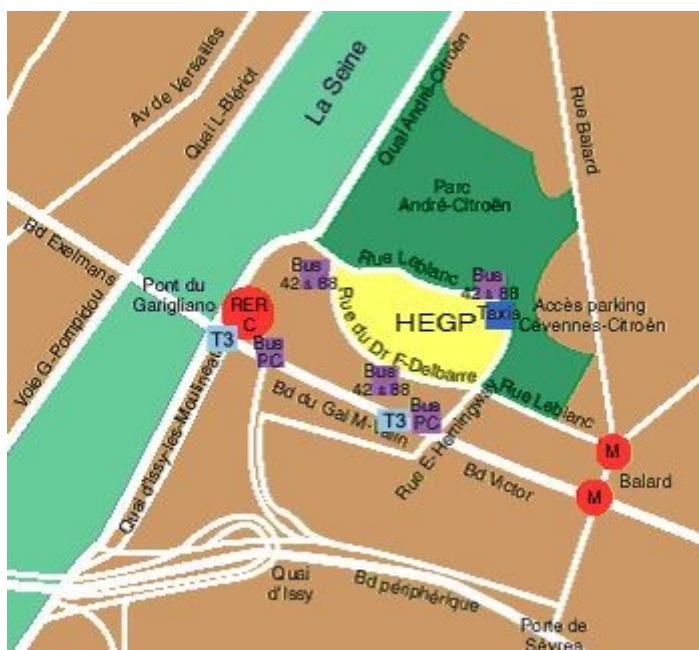 La Seine
Av de Versailles
Quai L-Blériot
Quai André-Citroën
Rue Balard
Parc
André-Citroën
Bd Exelmans
Rue Leblanc
Bus
42 & 88
Bus
42 & 88
Taxis
Pont du
Garigliano
RER
C
HEGP
Accès parking
Cévennes-Citroën
Voie G-Pompidou
T3
Bus
PC
Rue du Dr F-Delbarre
Bus
42 & 88
Rue Leblanc
Bd du Gal M-Valin
T3
Bus
PC
Quai d'Issy-les-Moulineaux
Rue E-Hemingway
M
Balard
Bd Victor
M
Quai
d'Issy
Bd périphérique
Porte de
Sèvres